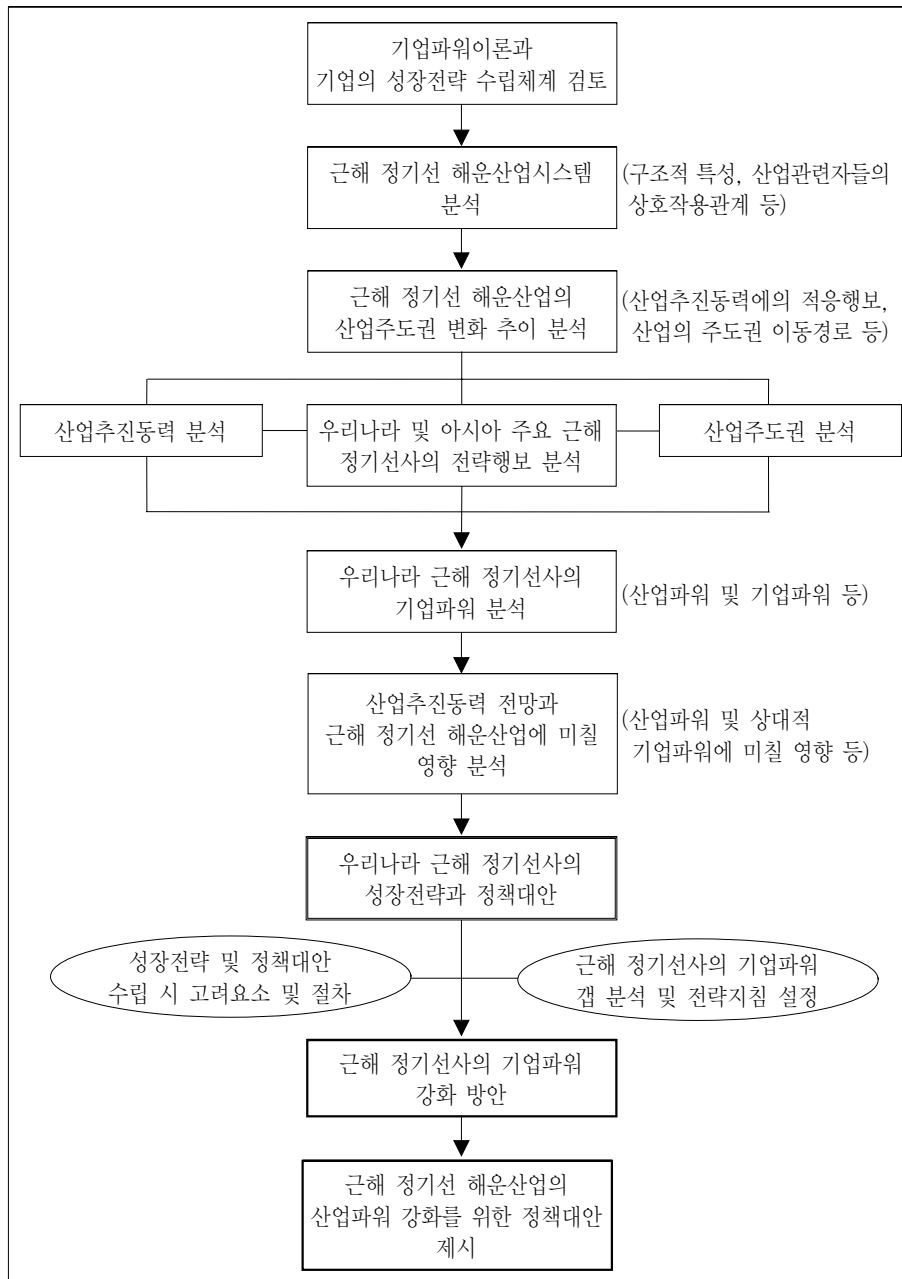 기업파워이론과
기업의 성장전략 수립체계 검토
근해 정기선 해운산업시스템
분석
(구조적 특성, 산업관련자들의
상호작용관계 등)
근해 정기선 해운산업의
산업주도권 변화 추이 분석
(산업추진동력에의 적응행보,
산업의 주도권 이동경로 등)
산업추진동력 분석
우리나라 및 아시아 주요 근해
정기선사의 전략행보 분석
산업주도권 분석
우리나라 근해 정기선사의
기업파워 분석
(산업파워 및 기업파워 등)
산업추진동력 전망과
근해 정기선 해운산업에 미칠
영향 분석
(산업파워 및 상대적
기업파워에 미칠 영향 등)
우리나라 근해 정기선사의
성장전략과 정책대안
성장전략 및 정책대안
수립 시 고려요소 및 절차
근해 정기선사의 기업파워
갭 분석 및 전략지침 설정
근해 정기선사의 기업파워
강화 방안
근해 정기선 해운산업의
산업파워 강화를 위한 정책대안
제시